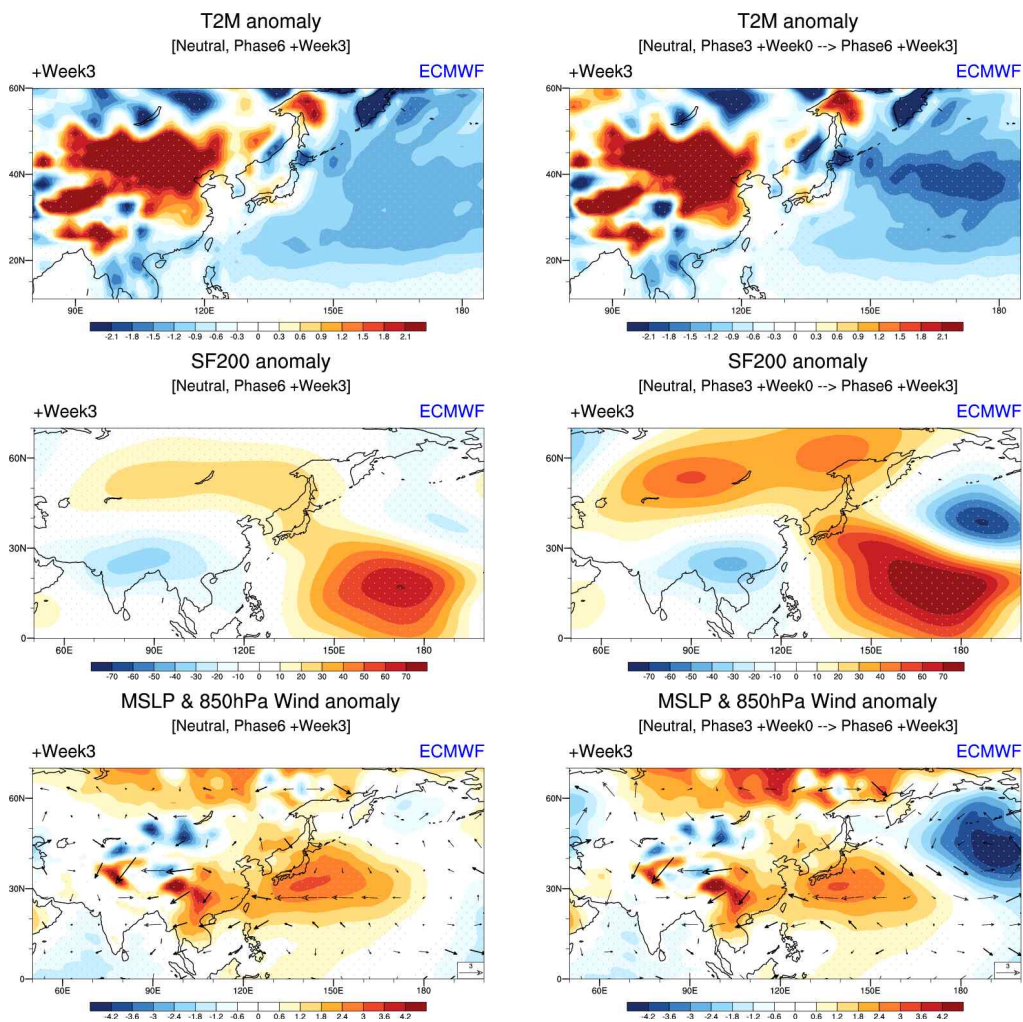 T2M anomaly
[Neutral, Phase6 +Week3]
+Week3
ECMWF
60N
40N
20N
90E
120E
150E
180
-2.1 -1.8 -1.5 -1.2 -0.9 -0.6 -0.3 0 0.3 0.6 0.9 1.2 1.5 1.8 2.1
T2M anomaly
[Neutral, Phase3 +Week0 --> Phase6 +Week3]
+Week3
ECMWF
60N
40N
20N
90E
120E
150E
180
-2.1 -1.8 -1.5 -1.2 -0.9 -0.6 -0.3 0 0.3 0.6 0.9 1.2 1.5 1.8 2.1
SF200 anomaly
[Neutral, Phase6 +Week3]
+Week3
ECMWF
60N
30N
0
60E
90E
120E
150E
180
-70 -60 -50 -40 -30 -20 -10 0 10 20 30 40 50 60 70
SF200 anomaly
[Neutral, Phase3 +Week0 --> Phase6 +Week3]
+Week3
ECMWF
60N
30N
0
60E
90E
120E
150E
180
-70 -60 -50 -40 -30 -20 -10 0 10 20 30 40 50 60 70
MSLP & 850hPa Wind anomaly
[Neutral, Phase6 +Week3]
+Week3
ECMWF
60N
30N
0
3
60E
90E
120E
150E
180
-4.2 -3.6 -3 -2.4 -1.8 -1.2 -0.6 0 0.6 1.2 1.8 2.4 3 3.6 4.2
MSLP & 850hPa Wind anomaly
[Neutral, Phase3 +Week0 --> Phase6 +Week3]
+Week3
ECMWF
60N
30N
0
3
60E
90E
120E
150E
180
-4.2 -3.6 -3 -2.4 -1.8 -1.2 -0.6 0 0.6 1.2 1.8 2.4 3 3.6 4.2